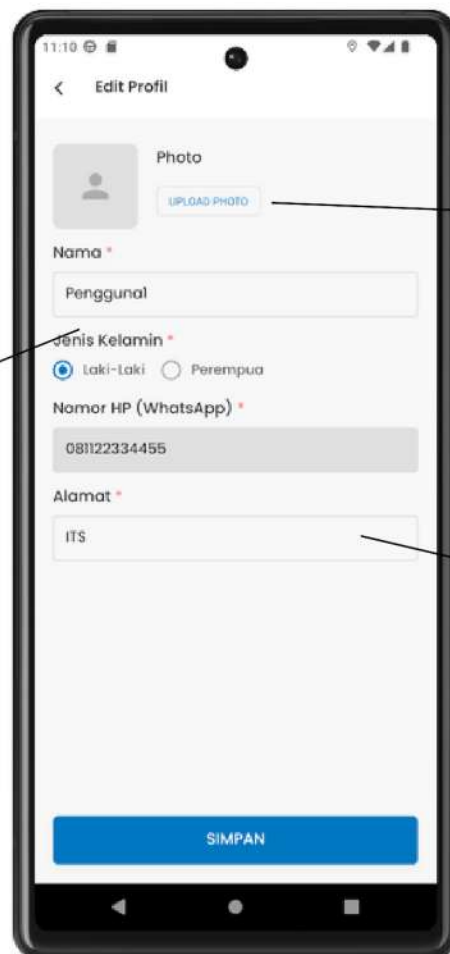 11:10
Edit Profil
Photo
UPLOAD PHOTO
Nama *
Pengguna1
Jenis Kelamin *
Laki-Laki Perempua
Nomor HP (WhatsApp) *
081122334455
Alamat *
ITS
SIMPAN